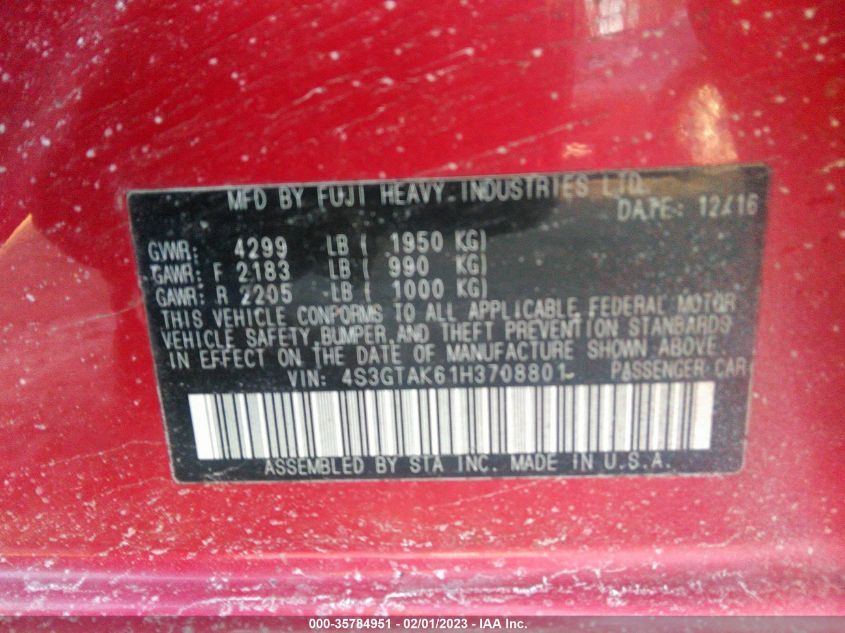 MFD BY FUJI HEAVY INDUSTRIES LTD.
DATE: 12/16
GVWR: 4299 LB ( 1950 KG)
GAWR: F 2183 LB ( 990 KG)
GAWR: R 2205 LB ( 1000 KG)
THIS VEHICLE CONFORMS TO ALL APPLICABLE FEDERAL MOTOR
VEHICLE SAFETY, BUMPER, AND THEFT PREVENTION STANDARDS
IN EFFECT ON THE DATE OF MANUFACTURE SHOWN ABOVE.
VIN: 4S3GTAK61H3708801 PASSENGER CAR
ASSEMBLED BY STA INC. MADE IN U.S.A.
000-35784951 - 02/01/2023 - IAA Inc.